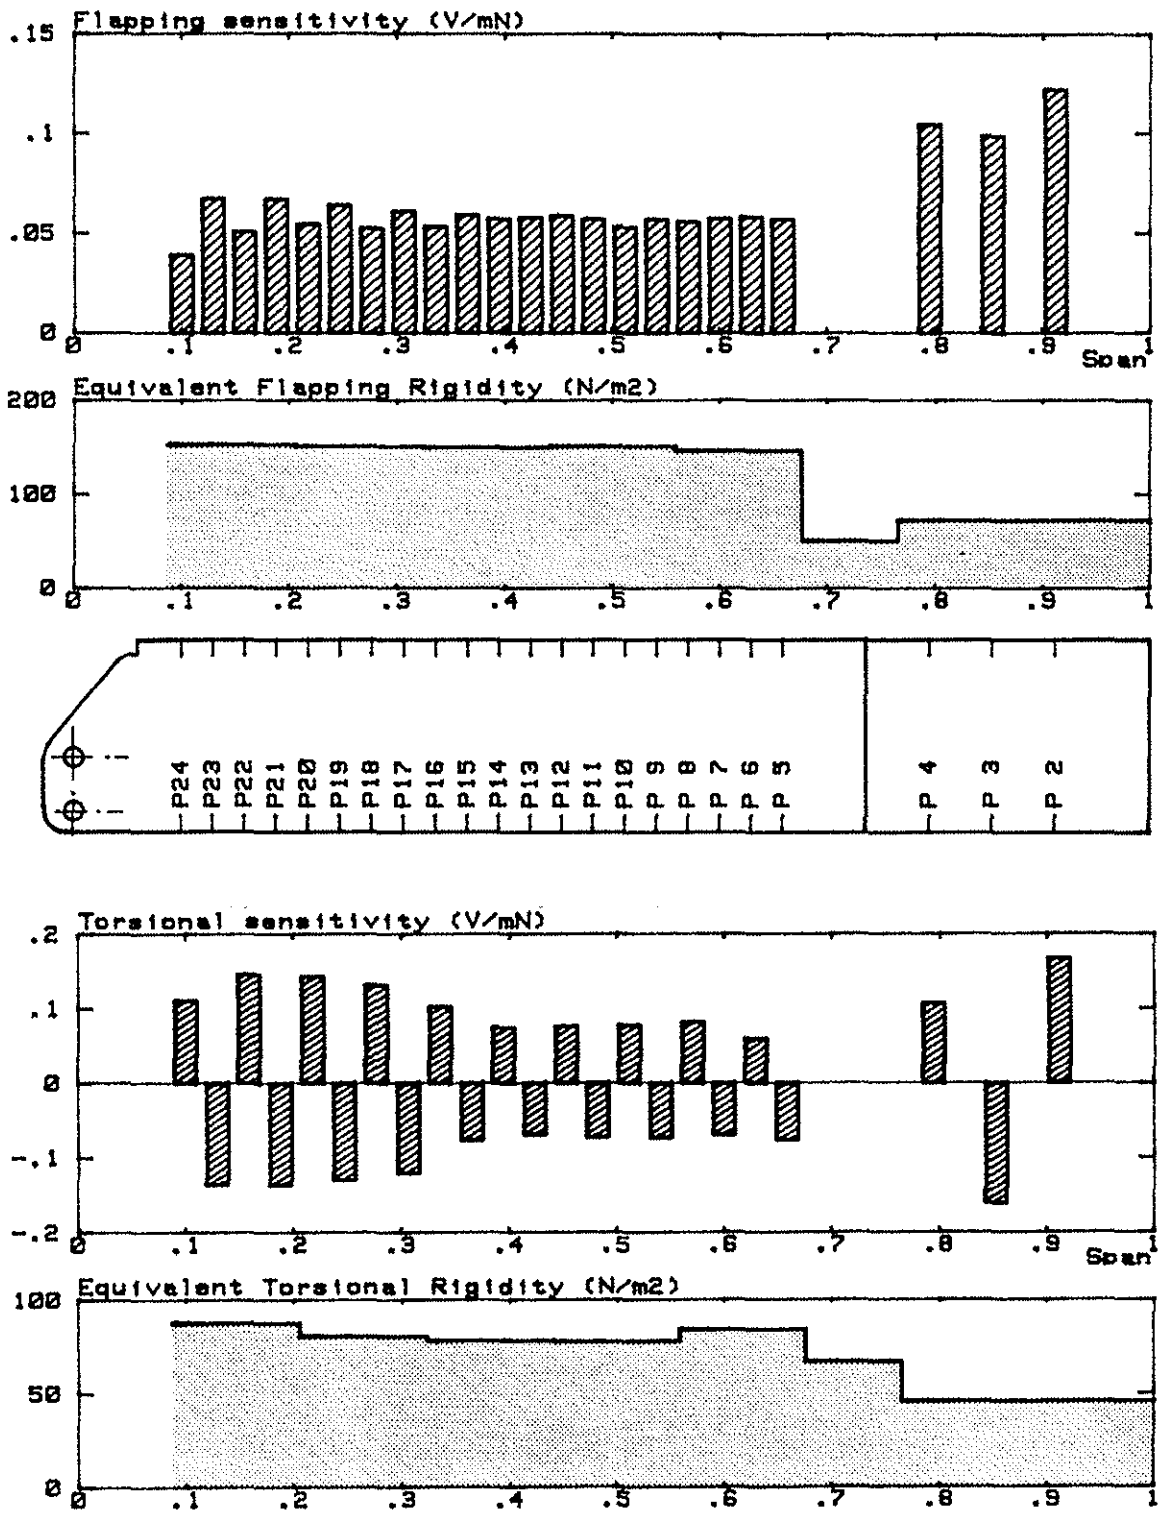 Flapping sensitivity (V/mN)
.15
.1
.05
0
0 .1 .2 .3 .4 .5 .6 .7 .8 .9 1
Span
Equivalent Flapping Rigidity (N/m2)
200
100
0
0 .1 .2 .3 .4 .5 .6 .7 .8 .9 1
P24 P23 P22 P21 P20 P19 P18 P17 P16 P15 P14 P13 P12 P11 P10 P 9 P 8 P 7 P 6 P 5 P 4 P 3 P 2
Torsional sensitivity (V/mN)
.2
.1
0
-.1
-.2
0 .1 .2 .3 .4 .5 .6 .7 .8 .9 1
Span
Equivalent Torsional Rigidity (N/m2)
100
50
0
0 .1 .2 .3 .4 .5 .6 .7 .8 .9 1